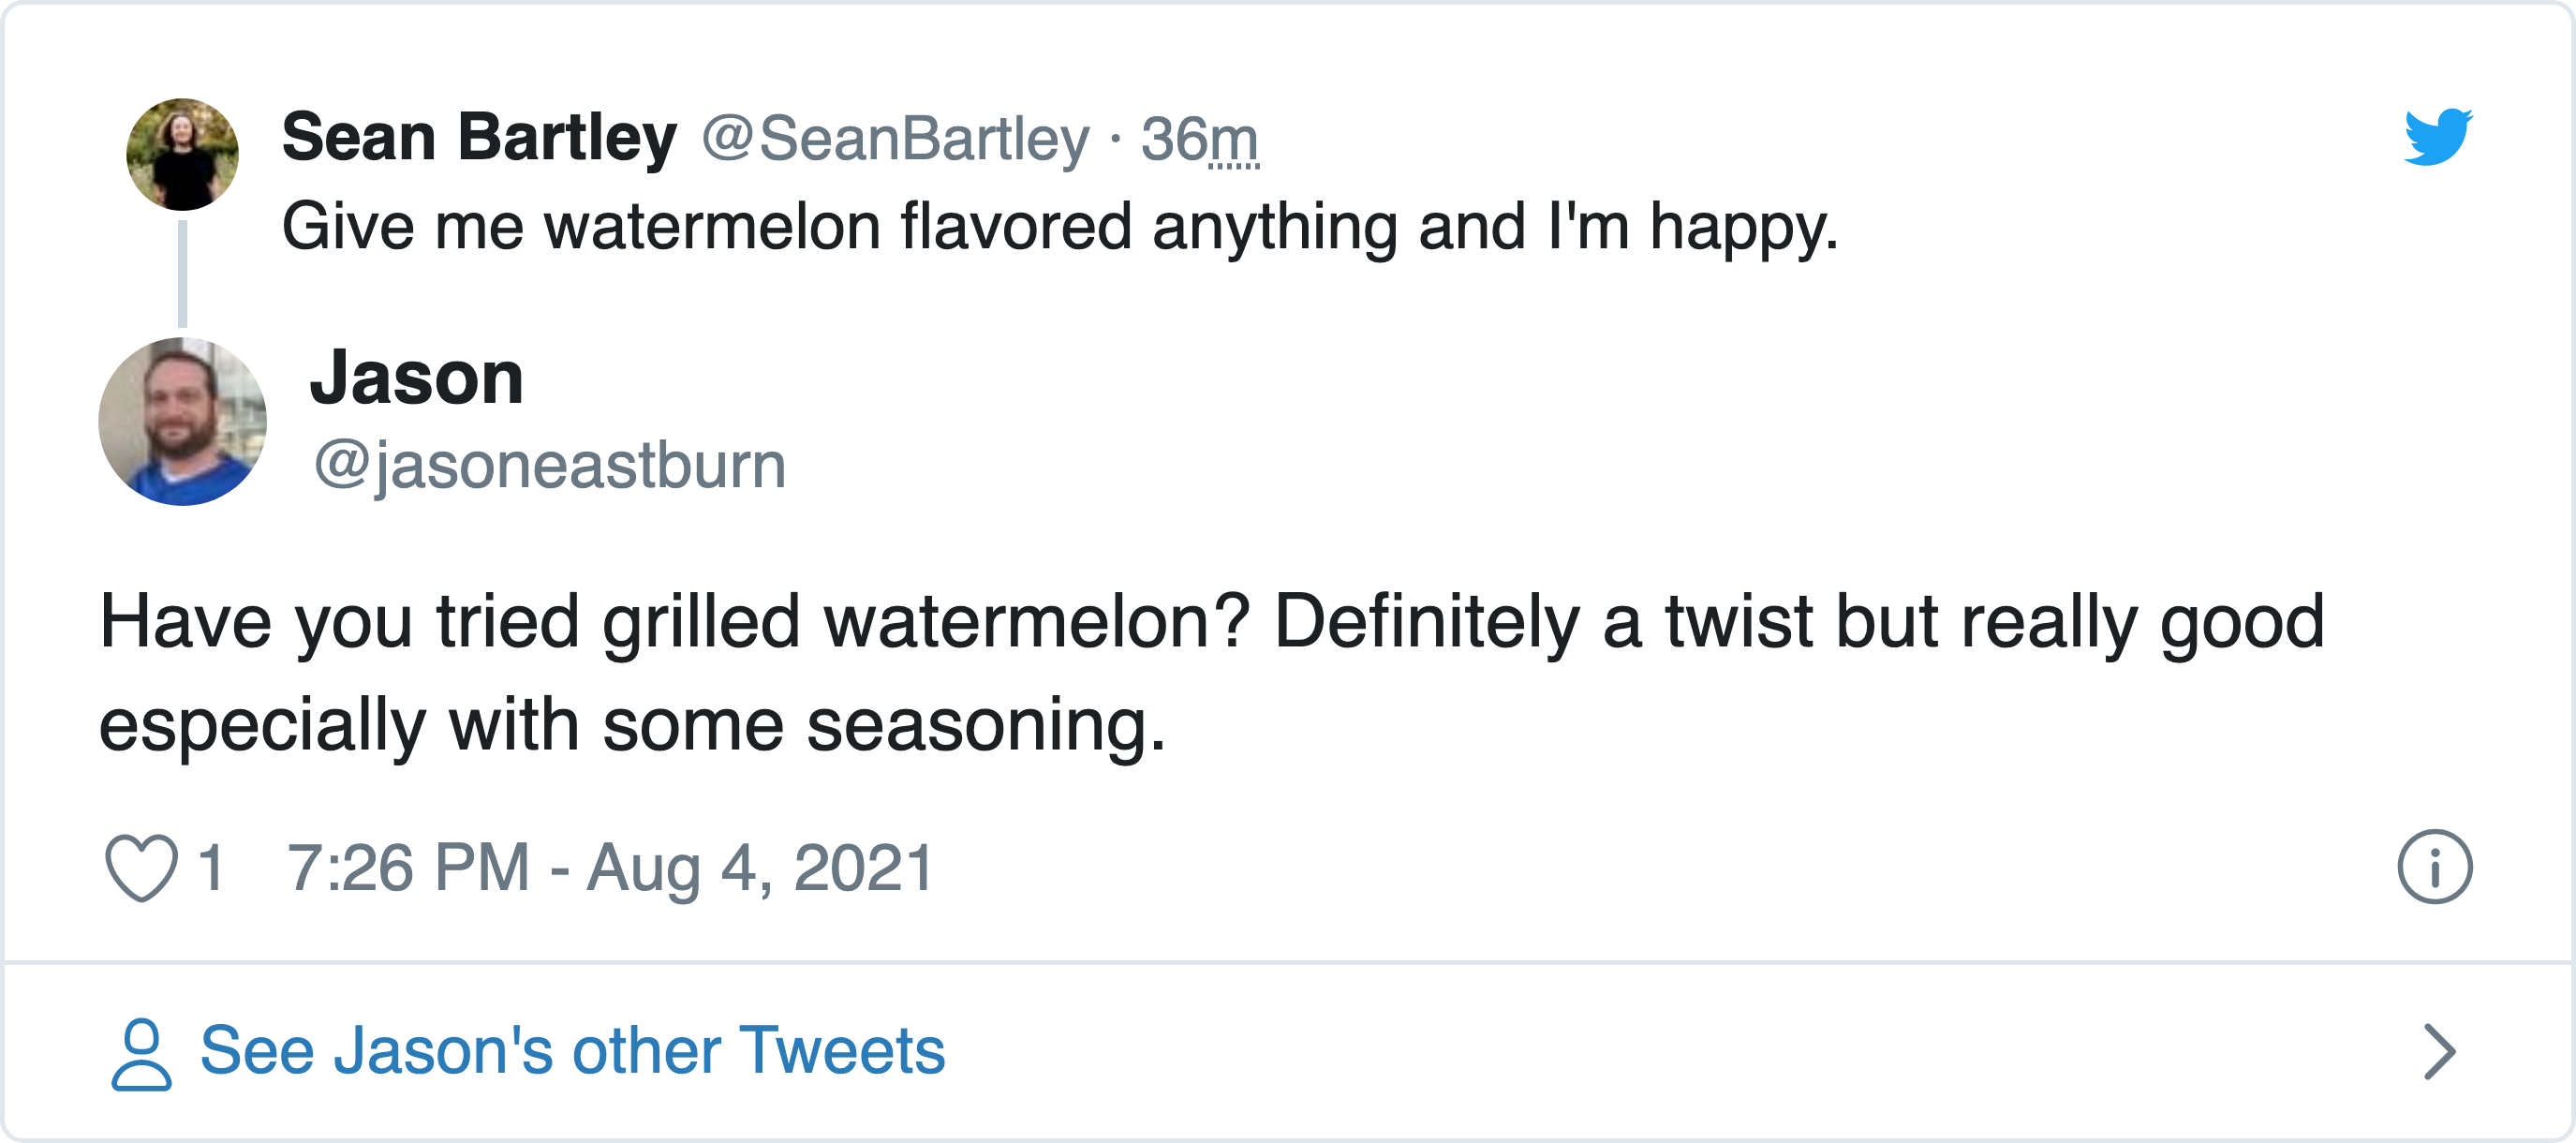 Sean Bartley @SeanBartley · 36m
Give me watermelon flavored anything and I'm happy.
Jason
@jasoneastburn
Have you tried grilled watermelon? Definitely a twist but really good
especially with some seasoning.
1 7:26 PM - Aug 4, 2021
See Jason's other Tweets